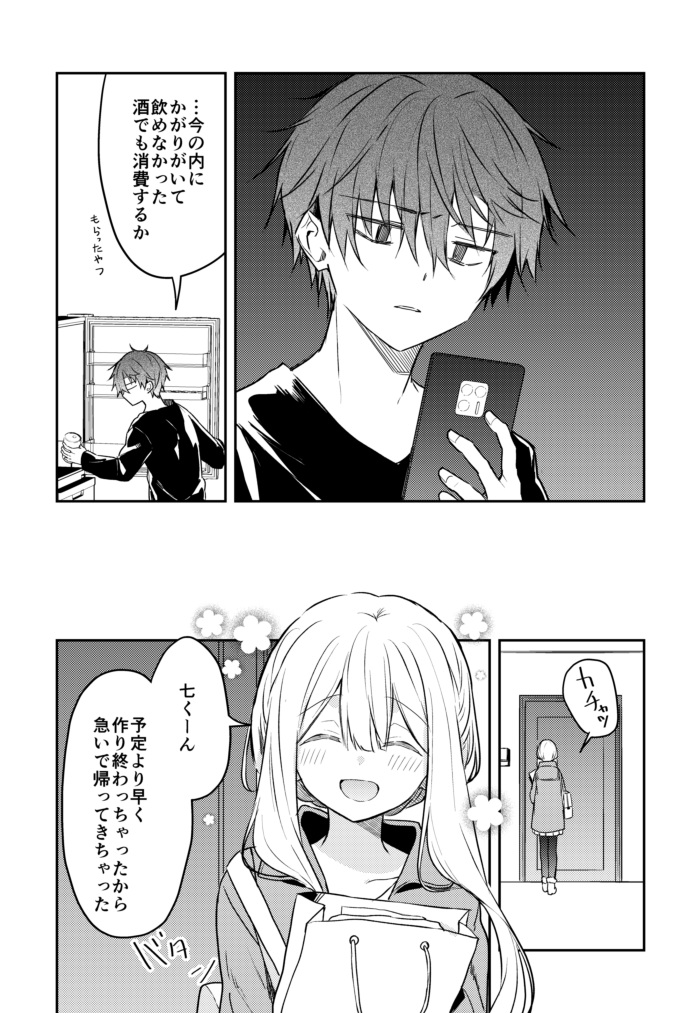 …今の内に
かがりがいて
飲めなかった
酒でも消費するか
もらったやつ
カチャッ
七くーん
予定より早く
作り終わっちゃったから
急いで帰ってきちゃった
バタン